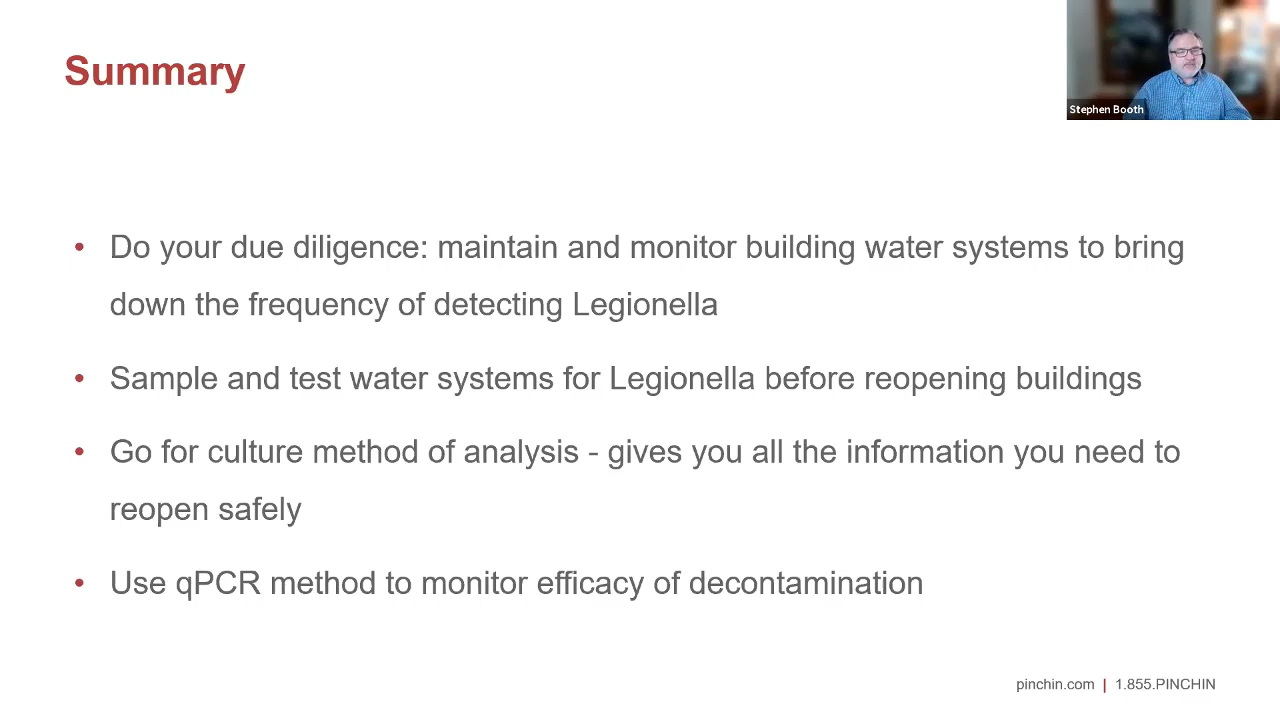 Summary
Stephen Booth
• Do your due diligence: maintain and monitor building water systems to bring
down the frequency of detecting Legionella
• Sample and test water systems for Legionella before reopening buildings
• Go for culture method of analysis - gives you all the information you need to
reopen safely
• Use qPCR method to monitor efficacy of decontamination
pinchin.com | 1.855.PINCHIN